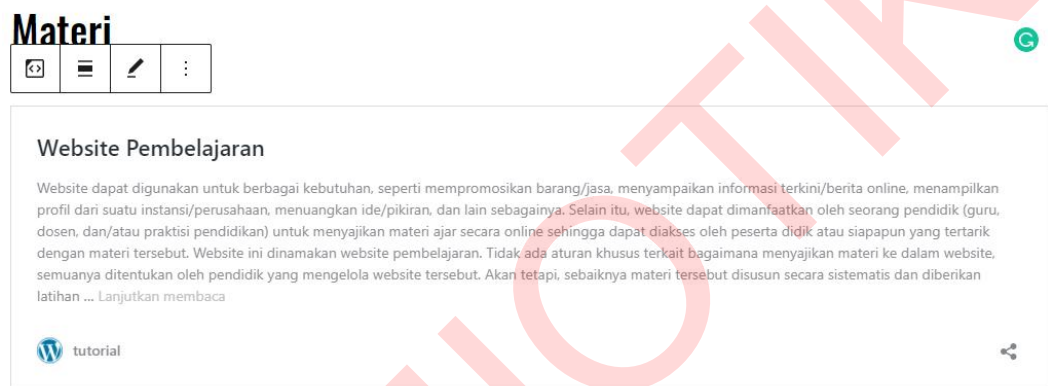 Materi
Website Pembelajaran
Website dapat digunakan untuk berbagai kebutuhan, seperti mempromosikan barang/jasa, menyampaikan informasi terkini/berita online, menampilkan
profil dari suatu instansi/perusahaan, menuangkan ide/pikiran, dan lain sebagainya. Selain itu, website dapat dimanfaatkan oleh seorang pendidik (guru,
dosen, dan/atau praktisi pendidikan) untuk menyajikan materi ajar secara online sehingga dapat diakses oleh peserta didik atau siapapun yang tertarik
dengan materi tersebut. Website ini dinamakan website pembelajaran. Tidak ada aturan khusus terkait bagaimana menyajikan materi ke dalam website,
semuanya ditentukan oleh pendidik yang mengelola website tersebut. Akan tetapi, sebaiknya materi tersebut disusun secara sistematis dan diberikan
latihan ... Lanjutkan membaca
tutorial